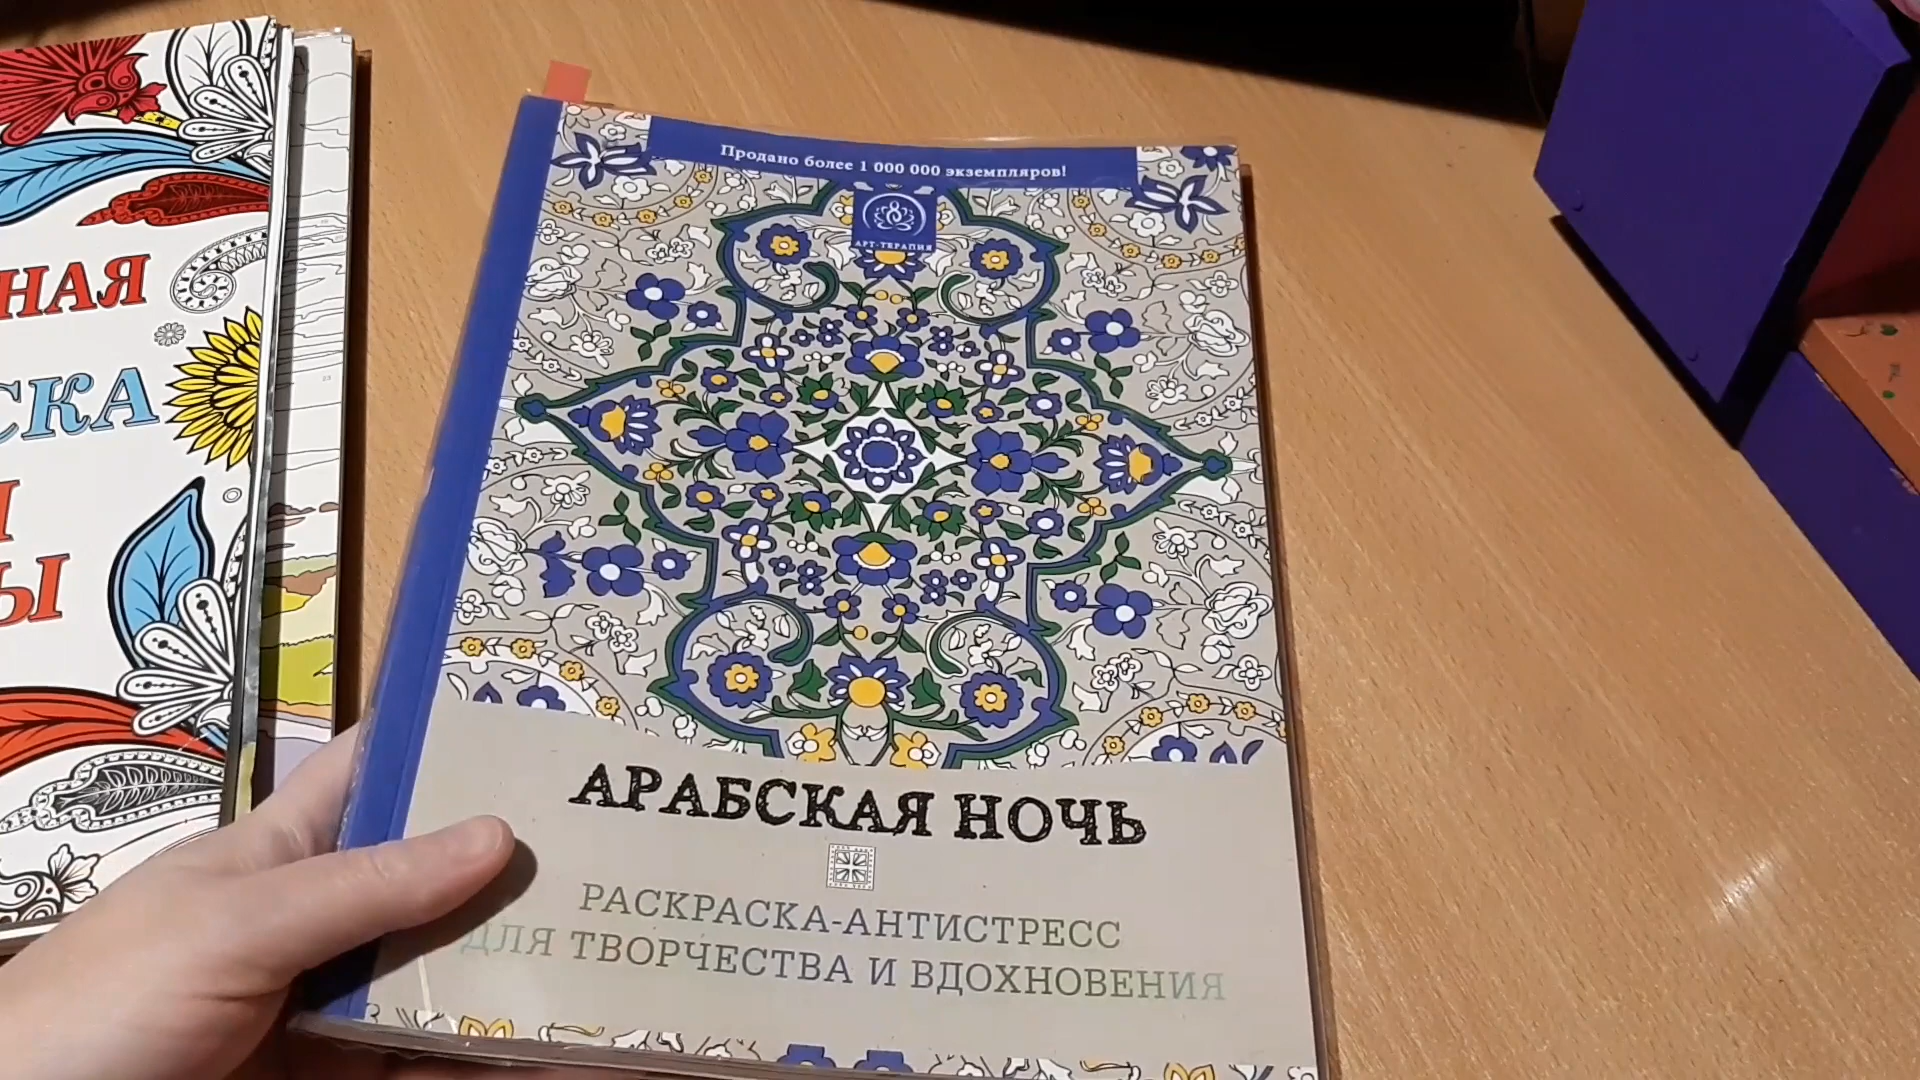 НАЯ
СКА
Ы
Продано более 1 000 000 экземпляров!
АРТ-ТЕРАПИЯ
АРАБСКАЯ НОЧЬ
РАСКРАСКА-АНТИСТРЕСС
ДЛЯ ТВОРЧЕСТВА И ВДОХНОВЕНИЯ